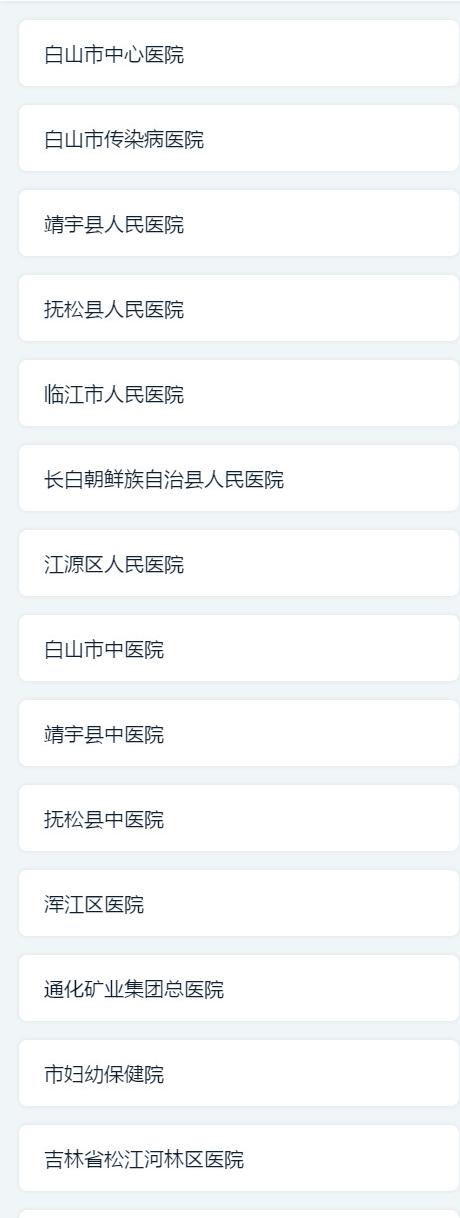 白山市中心医院
白山市传染病医院
靖宇县人民医院
抚松县人民医院
临江市人民医院
长白朝鲜族自治县人民医院
江源区人民医院
白山市中医院
靖宇县中医院
抚松县中医院
浑江区医院
通化矿业集团总医院
市妇幼保健院
吉林省松江河林区医院